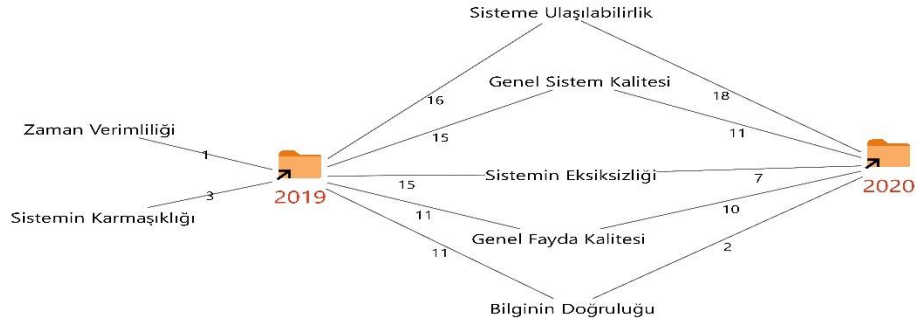 Sisteme Ulaşılabilirlik
Genel Sistem Kalitesi
16
18
15
11
Zaman Verimliliği
1
Sistemin Eksiksizliği
15
7
2019
2020
3
Sistemin Karmaşıklığı
11
10
Genel Fayda Kalitesi
11
2
Bilginin Doğruluğu